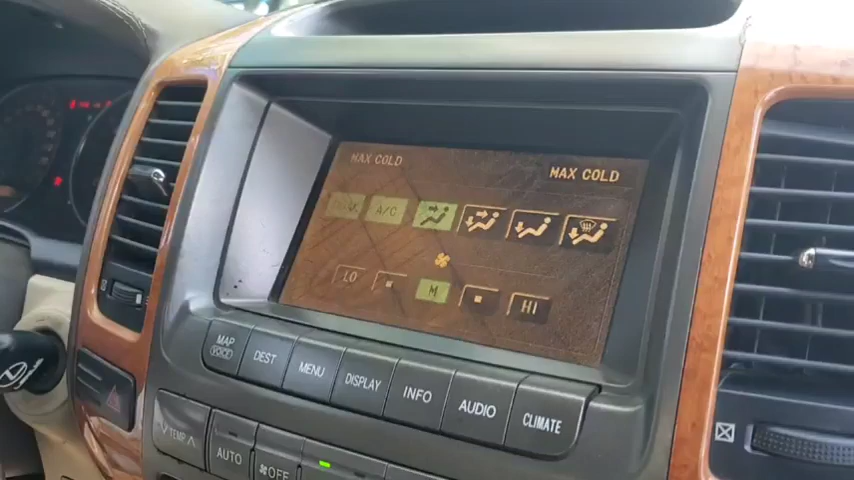 MAX COLD
MAX COLD
A/C
LO
M
HI
MAP
VOICE
DEST
MENU
DISPLAY
INFO
AUDIO
CLIMATE
TEMP
AUTO
OFF